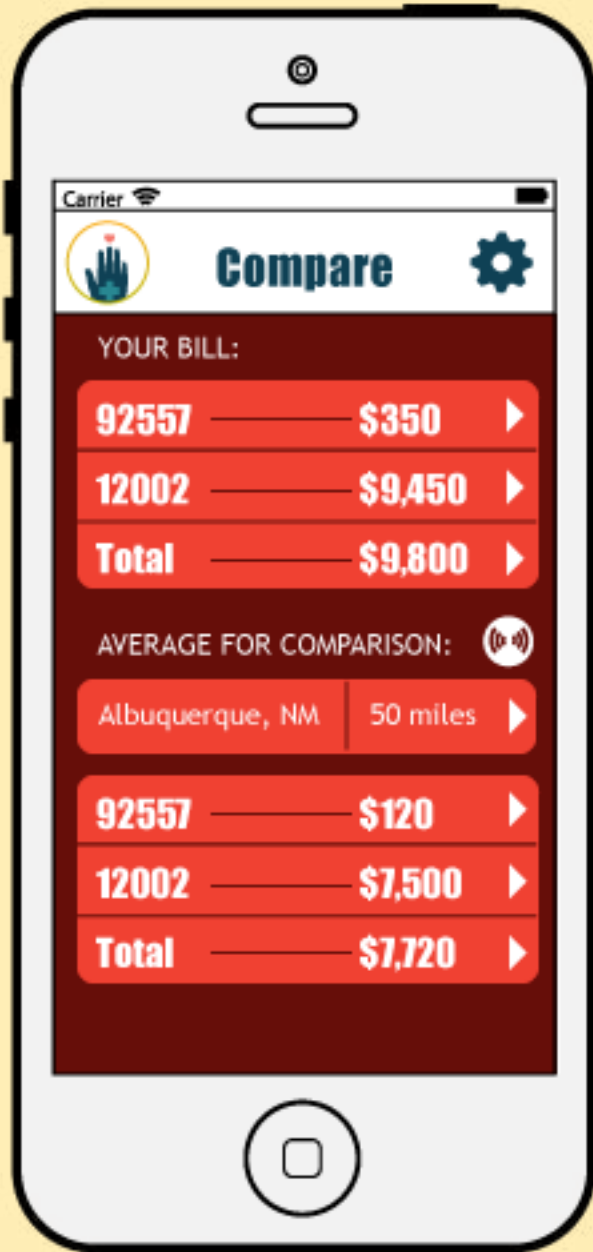 Carrier
Compare
YOUR BILL:
92557 $350
12002 $9,450
Total $9,800
AVERAGE FOR COMPARISON:
Albuquerque, NM 50 miles
92557 $120
12002 $7,500
Total $7,720